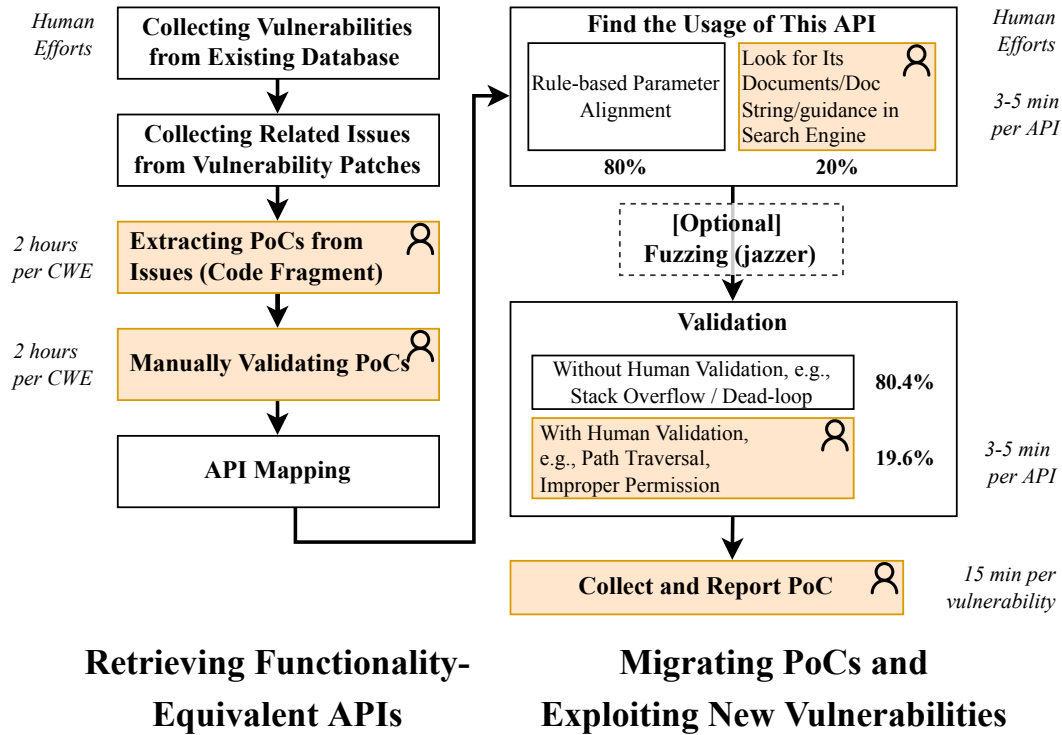 Human
Efforts
Collecting Vulnerabilities
from Existing Database
Collecting Related Issues
from Vulnerability Patches
2 hours
per CWE
Extracting PoCs from
Issues (Code Fragment)
2 hours
per CWE
Manually Validating PoCs
API Mapping
Retrieving Functionality-
Equivalent APIs
Find the Usage of This API
Rule-based Parameter
Alignment
80%
Look for Its
Documents/Doc
String/guidance in
Search Engine
20%
Human
Efforts
3-5 min
per API
[Optional]
Fuzzing (jazzer)
Validation
Without Human Validation, e.g.,
Stack Overflow / Dead-loop
80.4%
With Human Validation,
e.g., Path Traversal,
Improper Permission
19.6%
3-5 min
per API
Collect and Report PoC
15 min per
vulnerability
Migrating PoCs and
Exploiting New Vulnerabilities